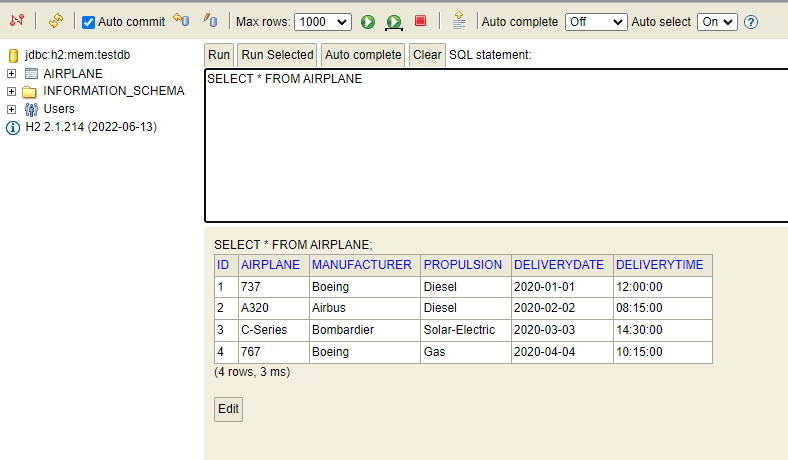 Auto commit Max rows: 1000 Auto complete Off Auto select On
jdbc:h2:mem:testdb
AIRPLANE
INFORMATION_SCHEMA
Users
H2 2.1.214 (2022-06-13)
Run Run Selected Auto complete Clear SQL statement:
SELECT * FROM AIRPLANE
SELECT * FROM AIRPLANE;
ID AIRPLANE MANUFACTURER PROPULSION DELIVERYDATE DELIVERYTIME
1 737 Boeing Diesel 2020-01-01 12:00:00
2 A320 Airbus Diesel 2020-02-02 08:15:00
3 C-Series Bombardier Solar-Electric 2020-03-03 14:30:00
4 767 Boeing Gas 2020-04-04 10:15:00
(4 rows, 3 ms)
Edit